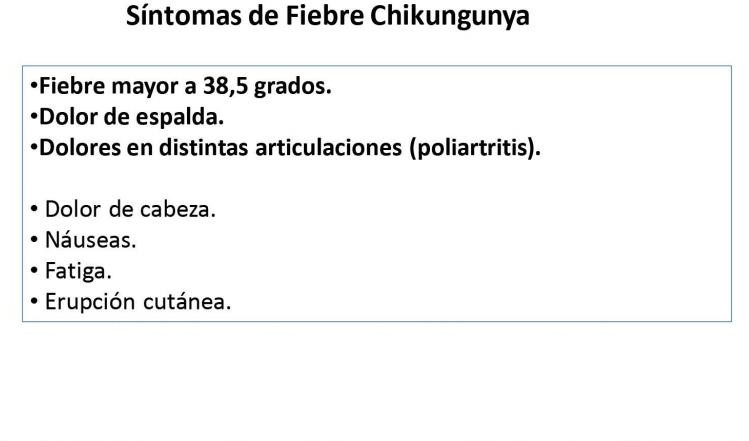 Síntomas de Fiebre Chikungunya
•Fiebre mayor a 38,5 grados.
•Dolor de espalda.
•Dolores en distintas articulaciones (poliartritis).
• Dolor de cabeza.
• Náuseas.
• Fatiga.
• Erupción cutánea.